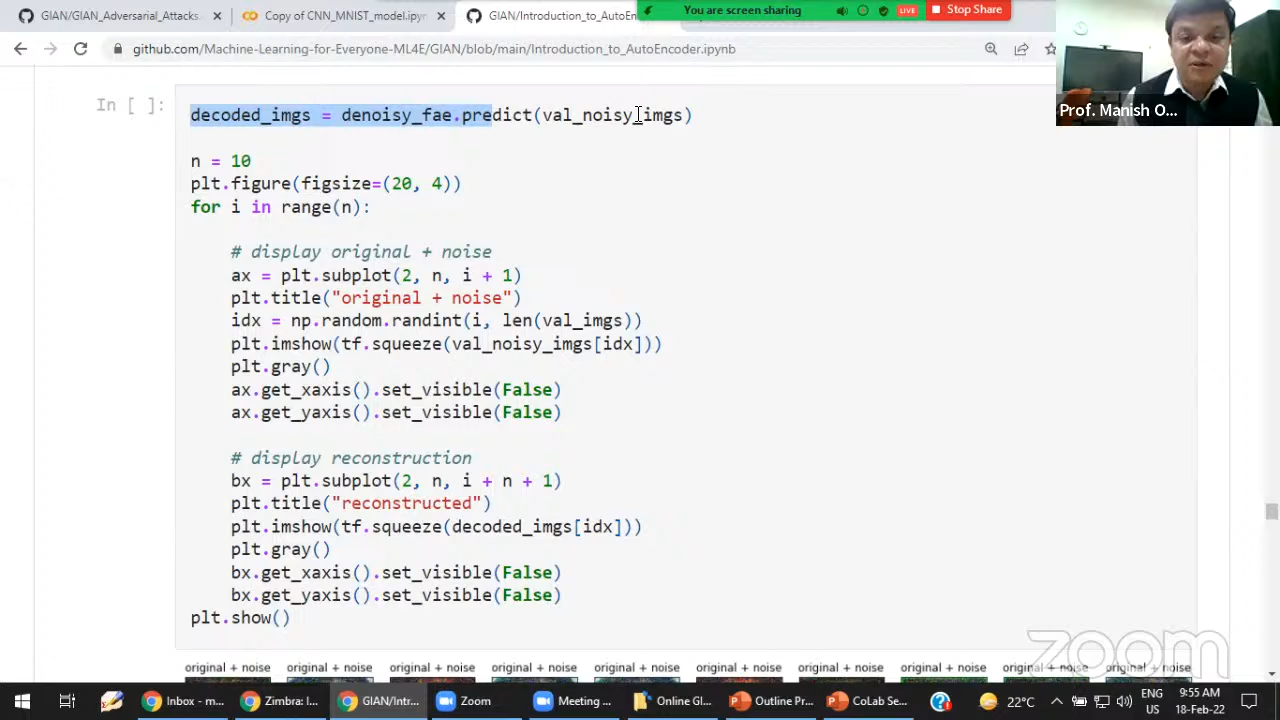 GIAN/GIAN_Adversarial_Attacks
Copy of CNN_MNIST_model.ipyn
GIAN/Introduction_to_AutoEnco
You are screen sharing
LIVE
Stop Share
github.com/Machine-Learning-for-Everyone-ML4E/GIAN/blob/main/Introduction_to_AutoEncoder.ipynb
Prof. Manish O...
In [ ]:
decoded_imgs = denoisy_fae.predict(val_noisy_imgs)
n = 10
plt.figure(figsize=(20, 4))
for i in range(n):
# display original + noise
ax = plt.subplot(2, n, i + 1)
plt.title("original + noise")
idx = np.random.randint(i, len(val_imgs))
plt.imshow(tf.squeeze(val_noisy_imgs[idx]))
plt.gray()
ax.get_xaxis().set_visible(False)
ax.get_yaxis().set_visible(False)
# display reconstruction
bx = plt.subplot(2, n, i + n + 1)
plt.title("reconstructed")
plt.imshow(tf.squeeze(decoded_imgs[idx]))
plt.gray()
bx.get_xaxis().set_visible(False)
bx.get_yaxis().set_visible(False)
plt.show()
original + noise original + noise original + noise original + noise original + noise original + noise original + noise original + noise original + noise original + noise
zoom
Inbox - m...
Zimbra: I...
GIAN/Intr...
Zoom
Meeting ...
Online GI...
Outline Pr...
CoLab Se...
22°C
ENG
US
9:55 AM
18-Feb-22